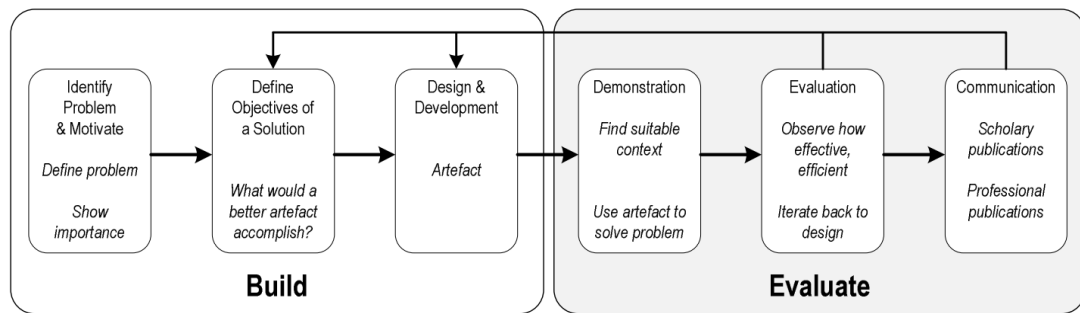 Identify
Problem
& Motivate
Define problem
Show
importance
Define
Objectives of
a Solution
What would a
better artefact
accomplish?
Design &
Development
Artefact
Demonstration
Find suitable
context
Use artefact to
solve problem
Evaluation
Observe how
effective,
efficient
Iterate back to
design
Communication
Scholary
publications
Professional
publications
Build
Evaluate